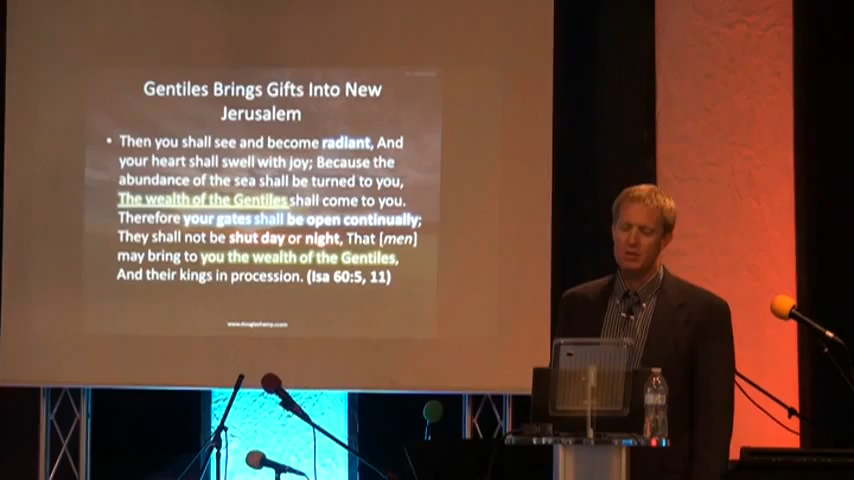 Gentiles Brings Gifts Into New
Jerusalem
• Then you shall see and become radiant, And
your heart shall swell with joy; Because the
abundance of the sea shall be turned to you,
The wealth of the Gentiles shall come to you.
Therefore your gates shall be open continually;
They shall not be shut day or night, That [men]
may bring to you the wealth of the Gentiles,
And their kings in procession. (Isa 60:5, 11)